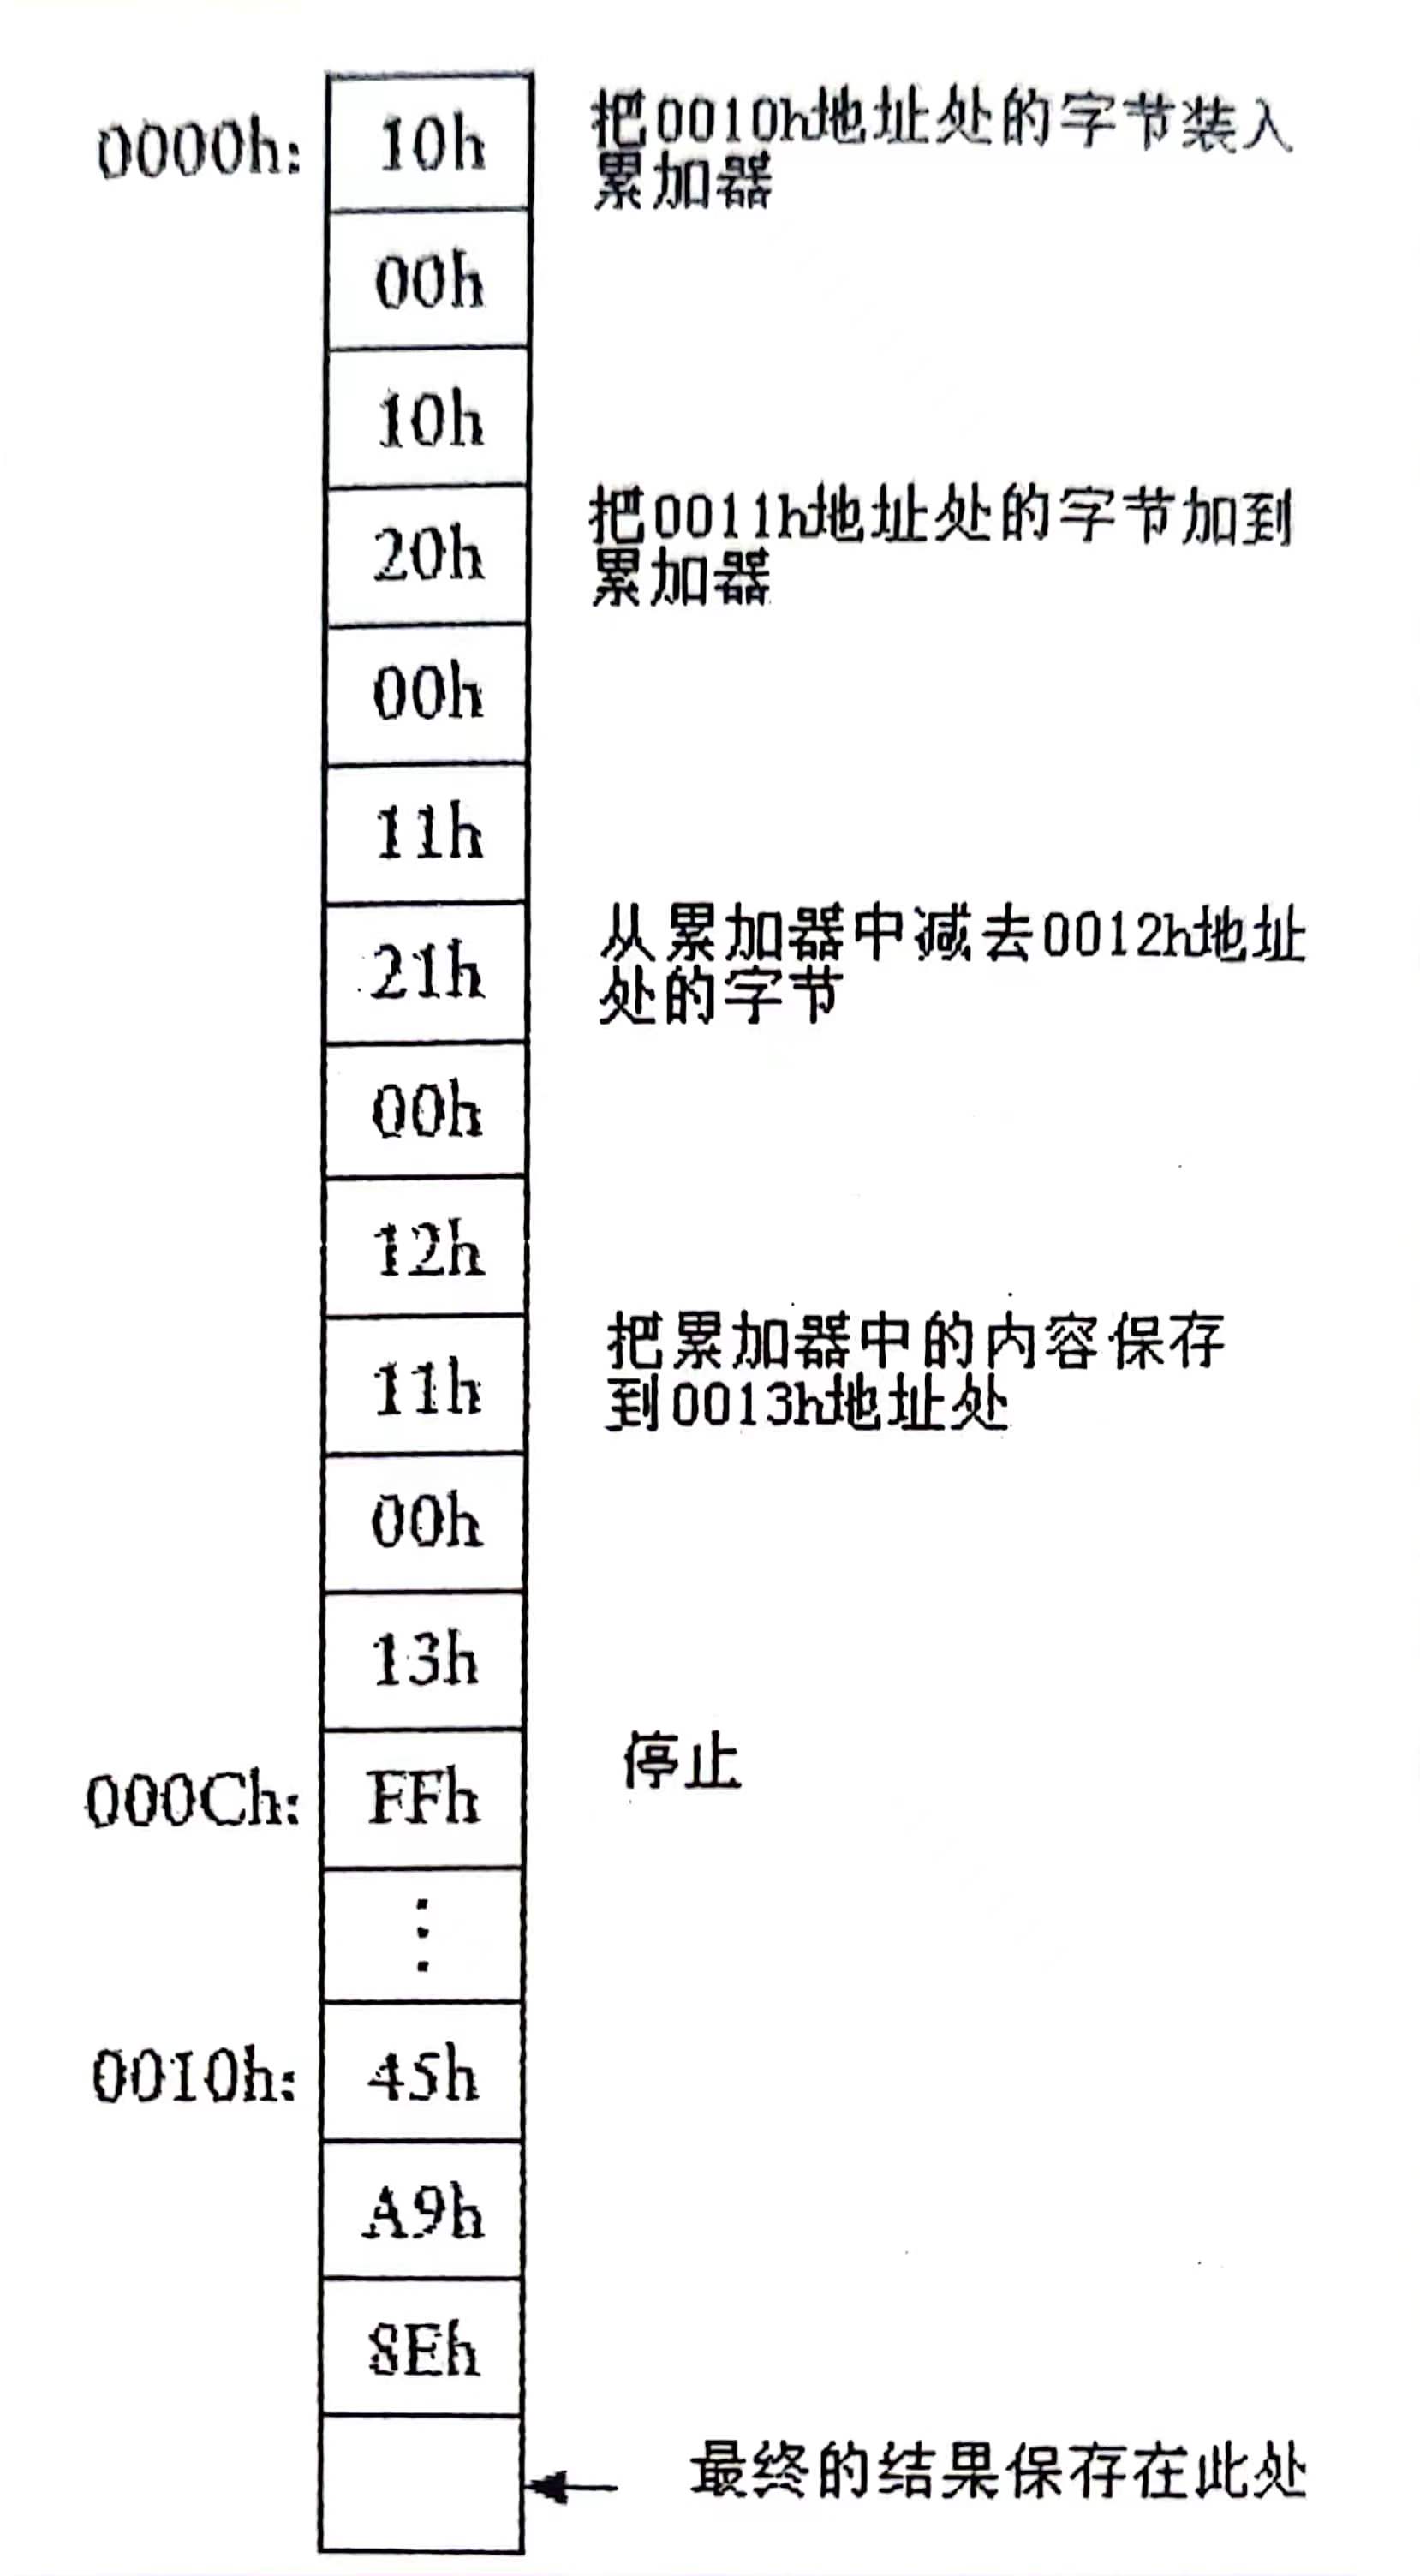 0000h: 10h 把0010h地址处的字节装入
累加器
00h
10h
20h 把0011h地址处的字节加到
累加器
00h
11h
21h 从累加器中减去0012h地址
处的字节
00h
12h
11h 把累加器中的内容保存
到0013h地址处
00h
13h
000Ch: FFh 停止
⋮
0010h: 45h
A9h
8Eh
最终的结果保存在此处